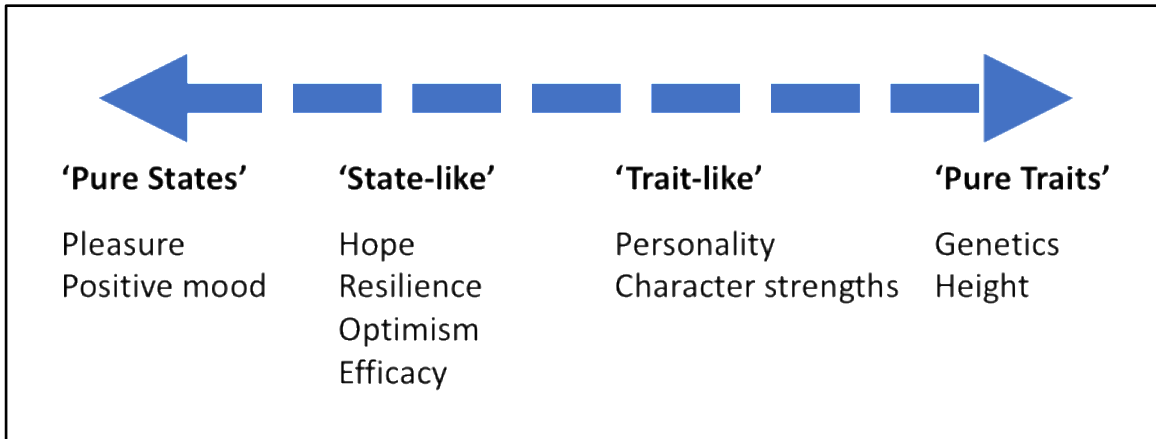 ‘Pure States’
Pleasure
Positive mood
‘State-like’
Hope
Resilience
Optimism
Efficacy
‘Trait-like’
Personality
Character strengths
‘Pure Traits’
Genetics
Height